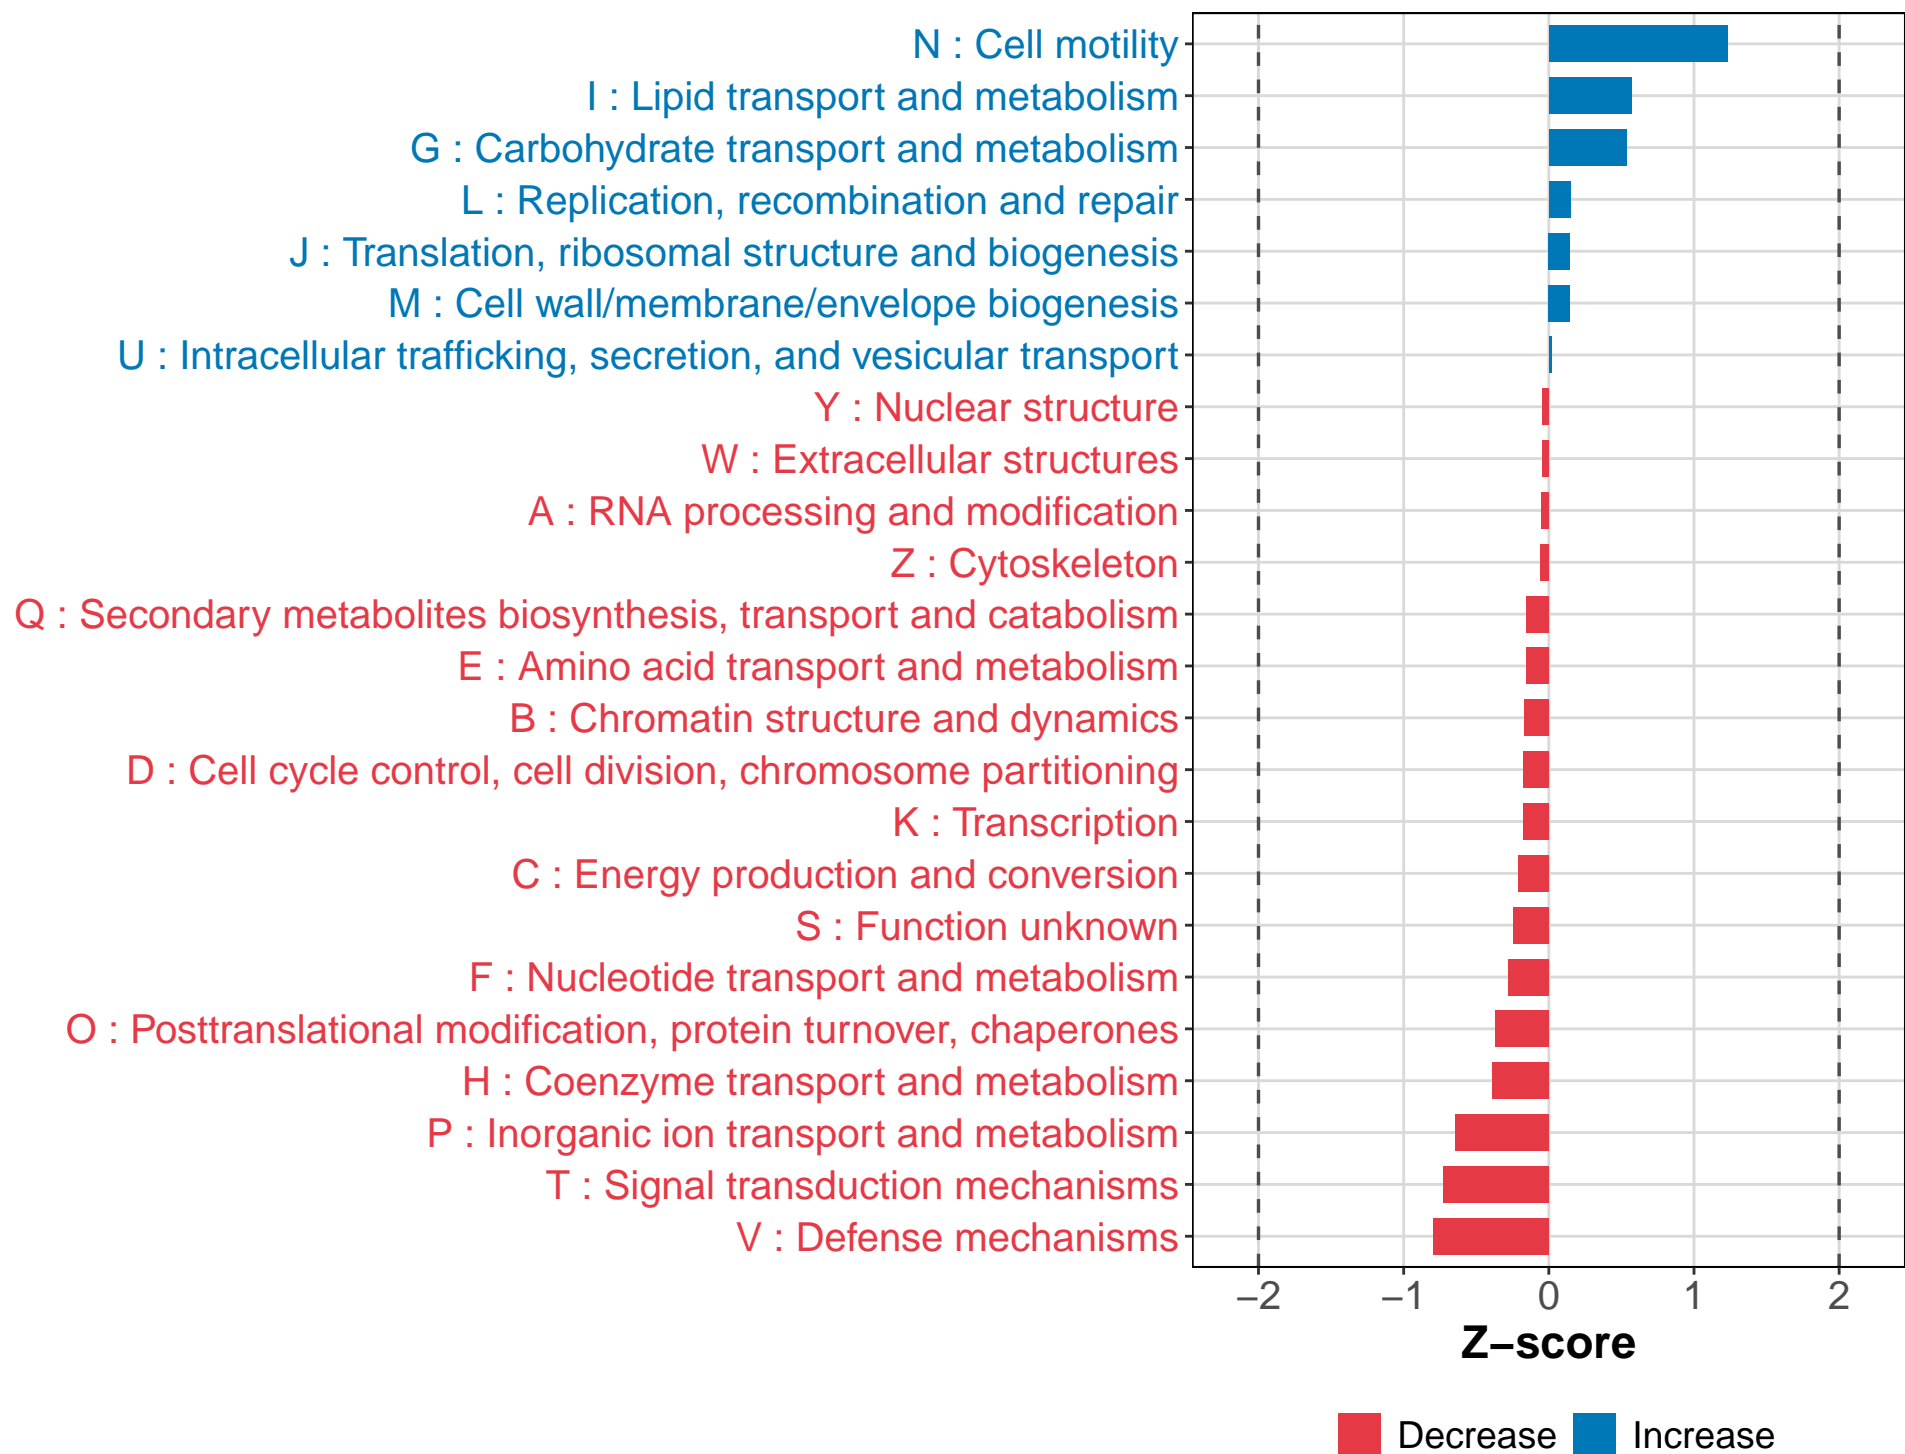 N : Cell motility
I : Lipid transport and metabolism
G : Carbohydrate transport and metabolism
L : Replication, recombination and repair
J : Translation, ribosomal structure and biogenesis
M : Cell wall/membrane/envelope biogenesis
U : Intracellular trafficking, secretion, and vesicular transport
Y : Nuclear structure
W : Extracellular structures
A : RNA processing and modification
Z : Cytoskeleton
Q : Secondary metabolites biosynthesis, transport and catabolism
E : Amino acid transport and metabolism
B : Chromatin structure and dynamics
D : Cell cycle control, cell division, chromosome partitioning
K : Transcription
C : Energy production and conversion
S : Function unknown
F : Nucleotide transport and metabolism
O : Posttranslational modification, protein turnover, chaperones
H : Coenzyme transport and metabolism
P : Inorganic ion transport and metabolism
T : Signal transduction mechanisms
V : Defense mechanisms
−2 −1 0 1 2
Z−score
Decrease Increase